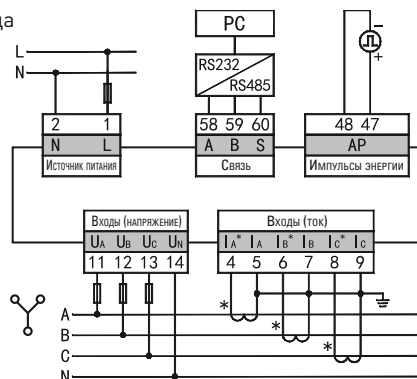 да
PC
L
N
RS232
RS485
−
+
2 1
N L
Источник питания
58 59 60
A B S
Связь
48 47
AP
Импульсы энергии
Входы (напряжение)
UA UB UC UN
11 12 13 14
Входы (ток)
IA* IA IB* IB IC* IC
4 5 6 7 8 9
*
*
*
A
B
C
N